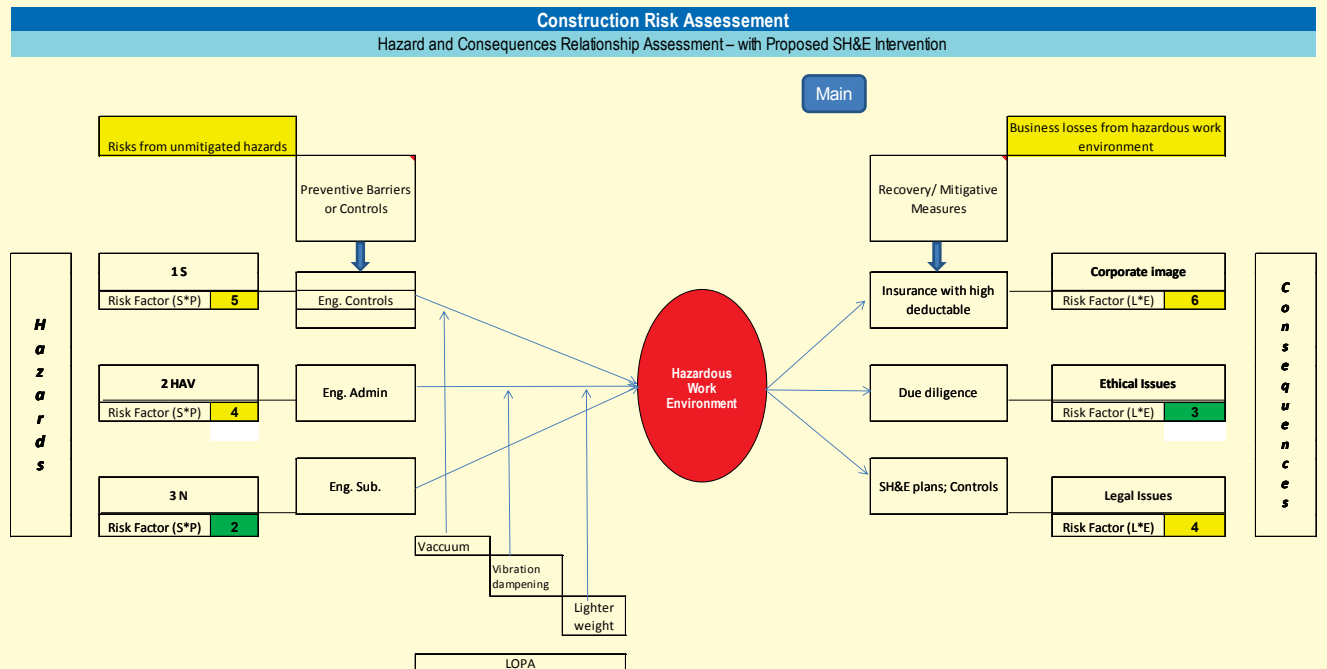 Construction Risk Assessement
Hazard and Consequences Relationship Assessment – with Proposed SH&E Intervention
Main
Risks from unmitigated hazards
Business losses from hazardous work
environment
Preventive Barriers
or Controls
Recovery/ Mitigative
Measures
Hazards
1 S
Risk Factor (S*P) 5
Eng. Controls
2 HAV
Risk Factor (S*P) 4
Eng. Admin
3 N
Risk Factor (S*P) 2
Eng. Sub.
Hazardous
Work
Environment
Insurance with high
deductable
Corporate image
Risk Factor (L*E) 6
Due diligence
Ethical Issues
Risk Factor (L*E) 3
SH&E plans; Controls
Legal Issues
Risk Factor (L*E) 4
Consequences
Vaccuum
Vibration
dampening
Lighter
weight
LOPA